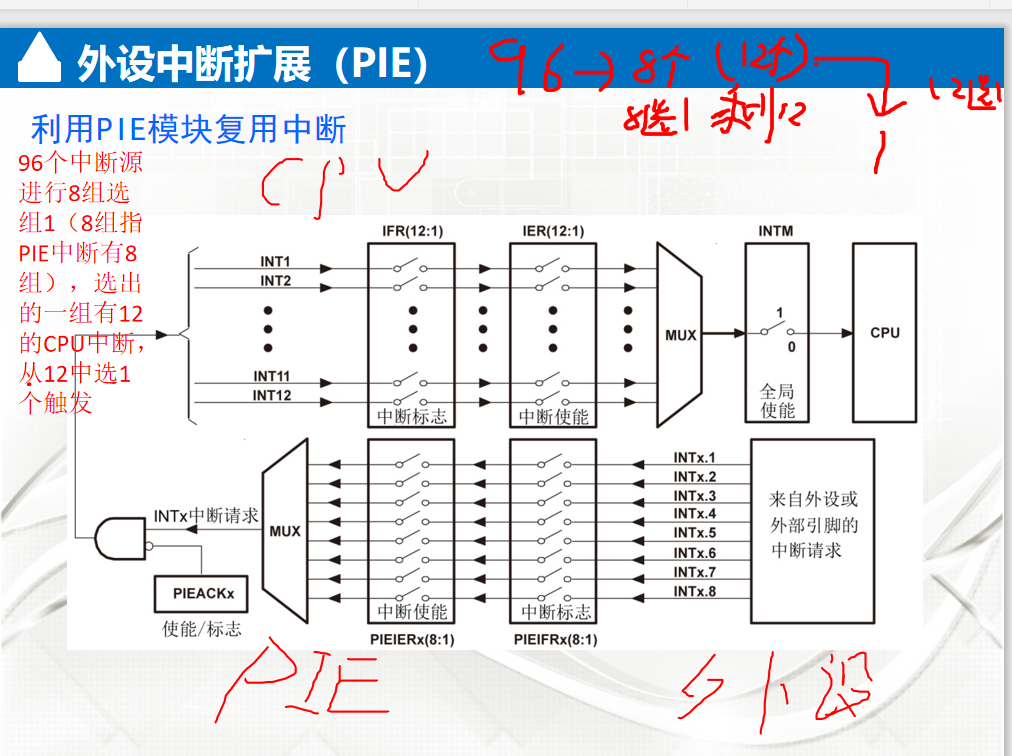 外设中断扩展（PIE）
96→8个(12个)
8选1 剩12
12选1
1
利用PIE模块复用中断
96个中断源
进行8组选
组1（8组指
PIE中断有8
组），选出
的一组有12
的CPU中断，
从12中选1
个触发
CPU
IFR(12:1) IER(12:1) INTM
INT1
INT2
INT11
INT12
中断标志 中断使能
MUX
1
0
全局
使能
CPU
INTx.1
INTx.2
INTx.3
INTx.4
INTx.5
INTx.6
INTx.7
INTx.8
来自外设或
外部引脚的
中断请求
INTx中断请求
MUX
中断使能 中断标志
PIEACKx
使能/标志
PIEIERx(8:1) PIEIFRx(8:1)
PIE 外设